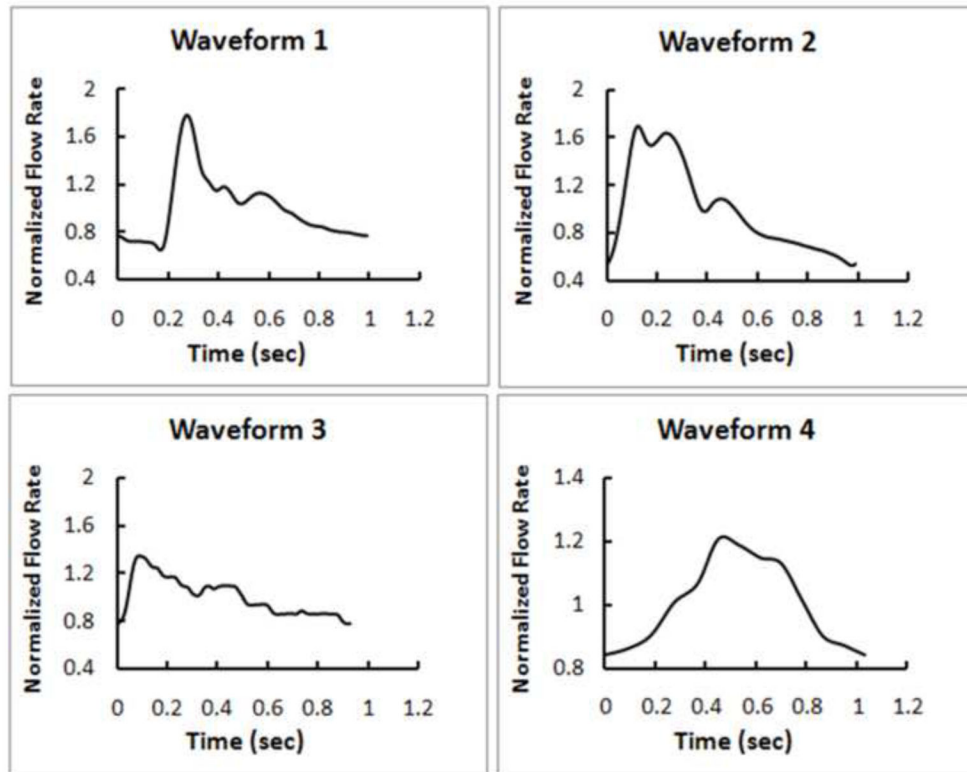 Waveform 1
Normalized Flow Rate
2
1.6
1.2
0.8
0.4
0 0.2 0.4 0.6 0.8 1 1.2
Time (sec)
Waveform 2
Normalized Flow Rate
2
1.6
1.2
0.8
0.4
0 0.2 0.4 0.6 0.8 1 1.2
Time (sec)
Waveform 3
Normalized Flow Rate
2
1.6
1.2
0.8
0.4
0 0.2 0.4 0.6 0.8 1 1.2
Time (sec)
Waveform 4
Normalized Flow Rate
1.4
1.2
1
0.8
0 0.2 0.4 0.6 0.8 1 1.2
Time (sec)